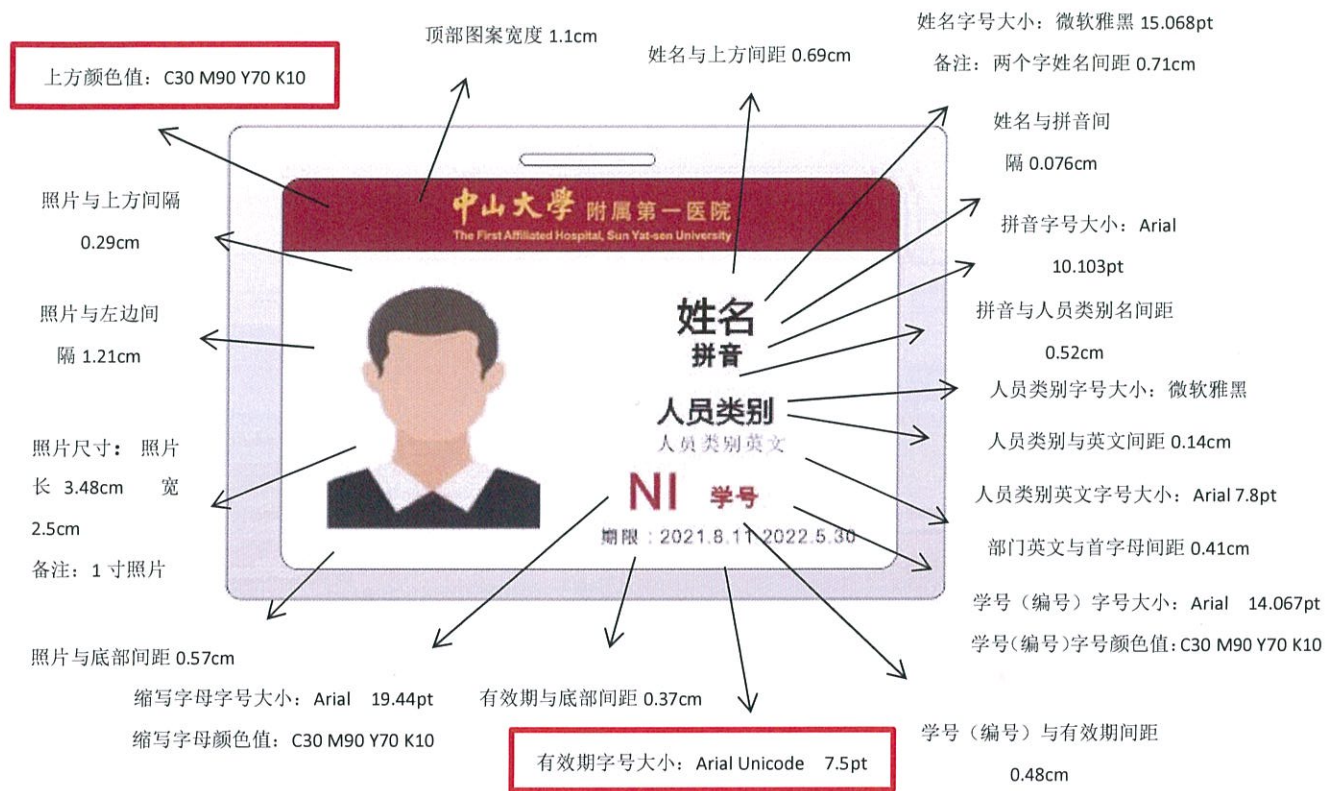 顶部图案宽度 1.1cm
姓名字号大小：微软雅黑 15.068pt
备注：两个字姓名间距 0.71cm
姓名与上方间距 0.69cm
上方颜色值：C30 M90 Y70 K10
姓名与拼音间
隔 0.076cm
照片与上方间隔
0.29cm
拼音字号大小：Arial
10.103pt
照片与左边间
隔 1.21cm
拼音与人员类别名间距
0.52cm
人员类别字号大小：微软雅黑
人员类别与英文间距 0.14cm
照片尺寸：照片
长 3.48cm 宽
2.5cm
备注：1 寸照片
人员类别英文字号大小：Arial 7.8pt
部门英文与首字母间距 0.41cm
学号（编号）字号大小：Arial 14.067pt
学号（编号）字号颜色值：C30 M90 Y70 K10
中山大學 附属第一医院
The First Affiliated Hospital, Sun Yat-sen University
姓名
拼音
人员类别
人员类别英文
NI 学号
期限：2021.8.11-2022.5.30
照片与底部间距 0.57cm
缩写字母字号大小：Arial 19.44pt
缩写字母颜色值：C30 M90 Y70 K10
有效期与底部间距 0.37cm
有效期字号大小：Arial Unicode 7.5pt
学号（编号）与有效期间距
0.48cm